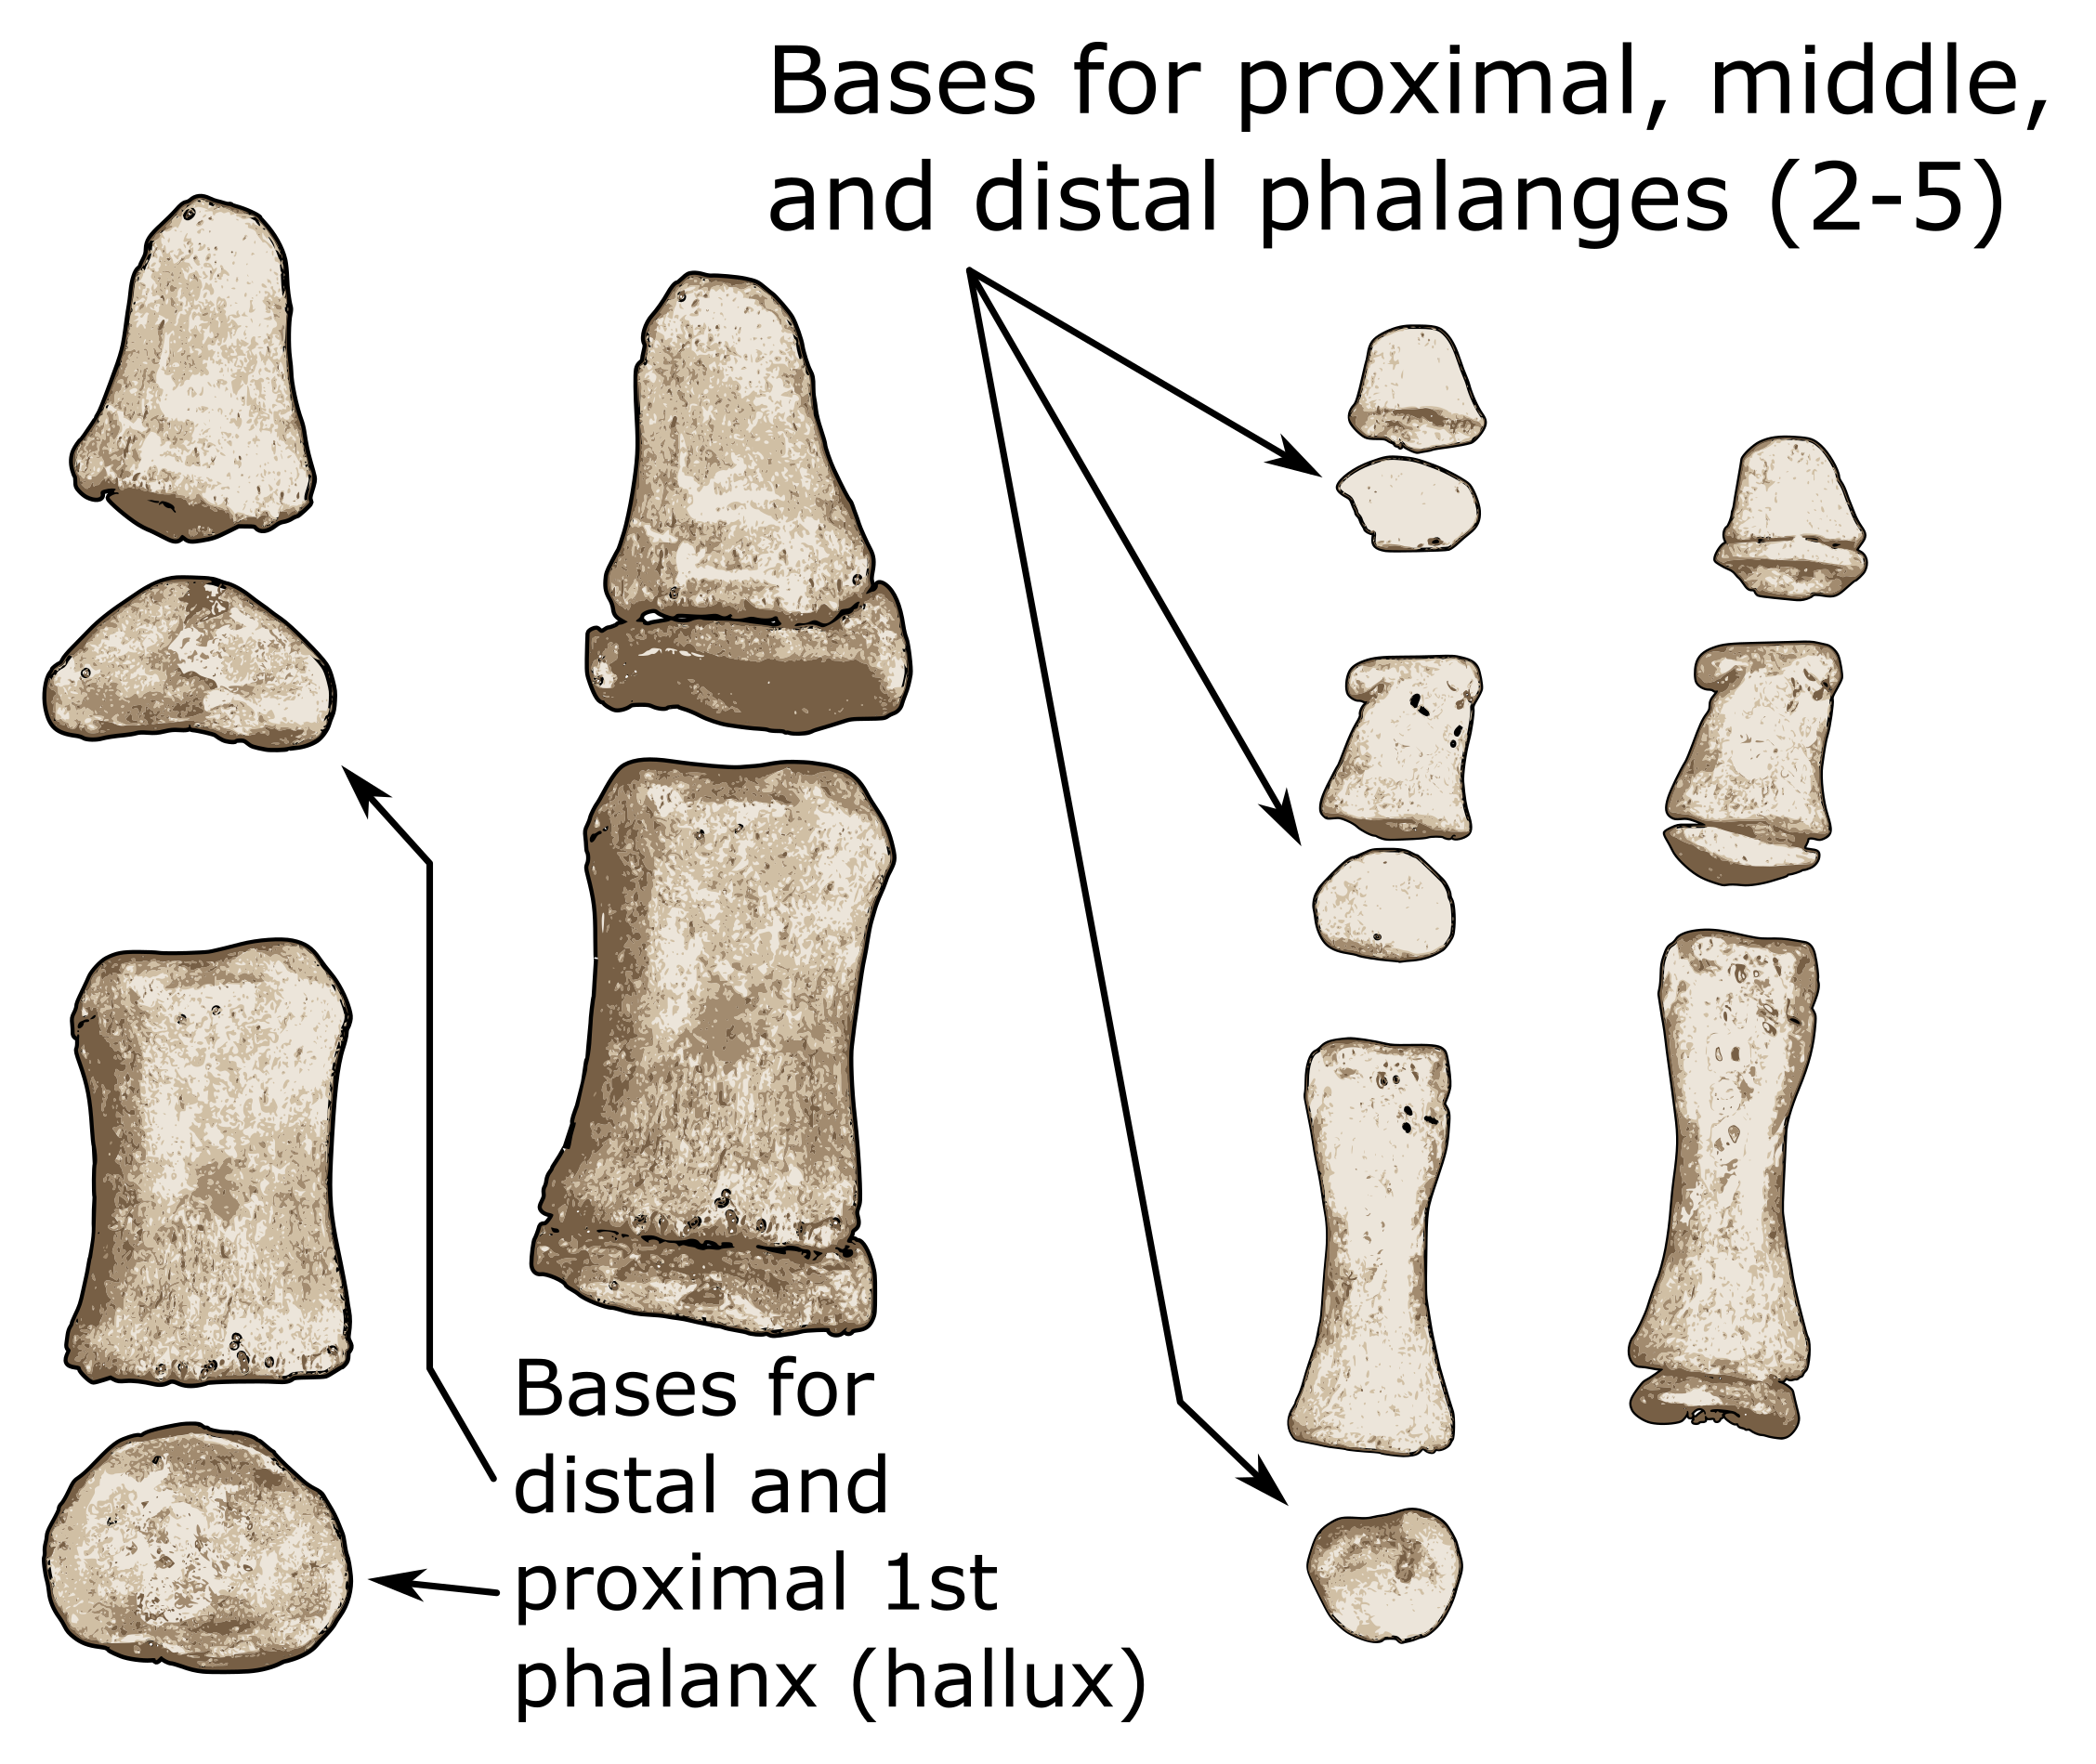 Bases for proximal, middle,
and distal phalanges (2-5)
Bases for
distal and
proximal 1st
phalanx (hallux)